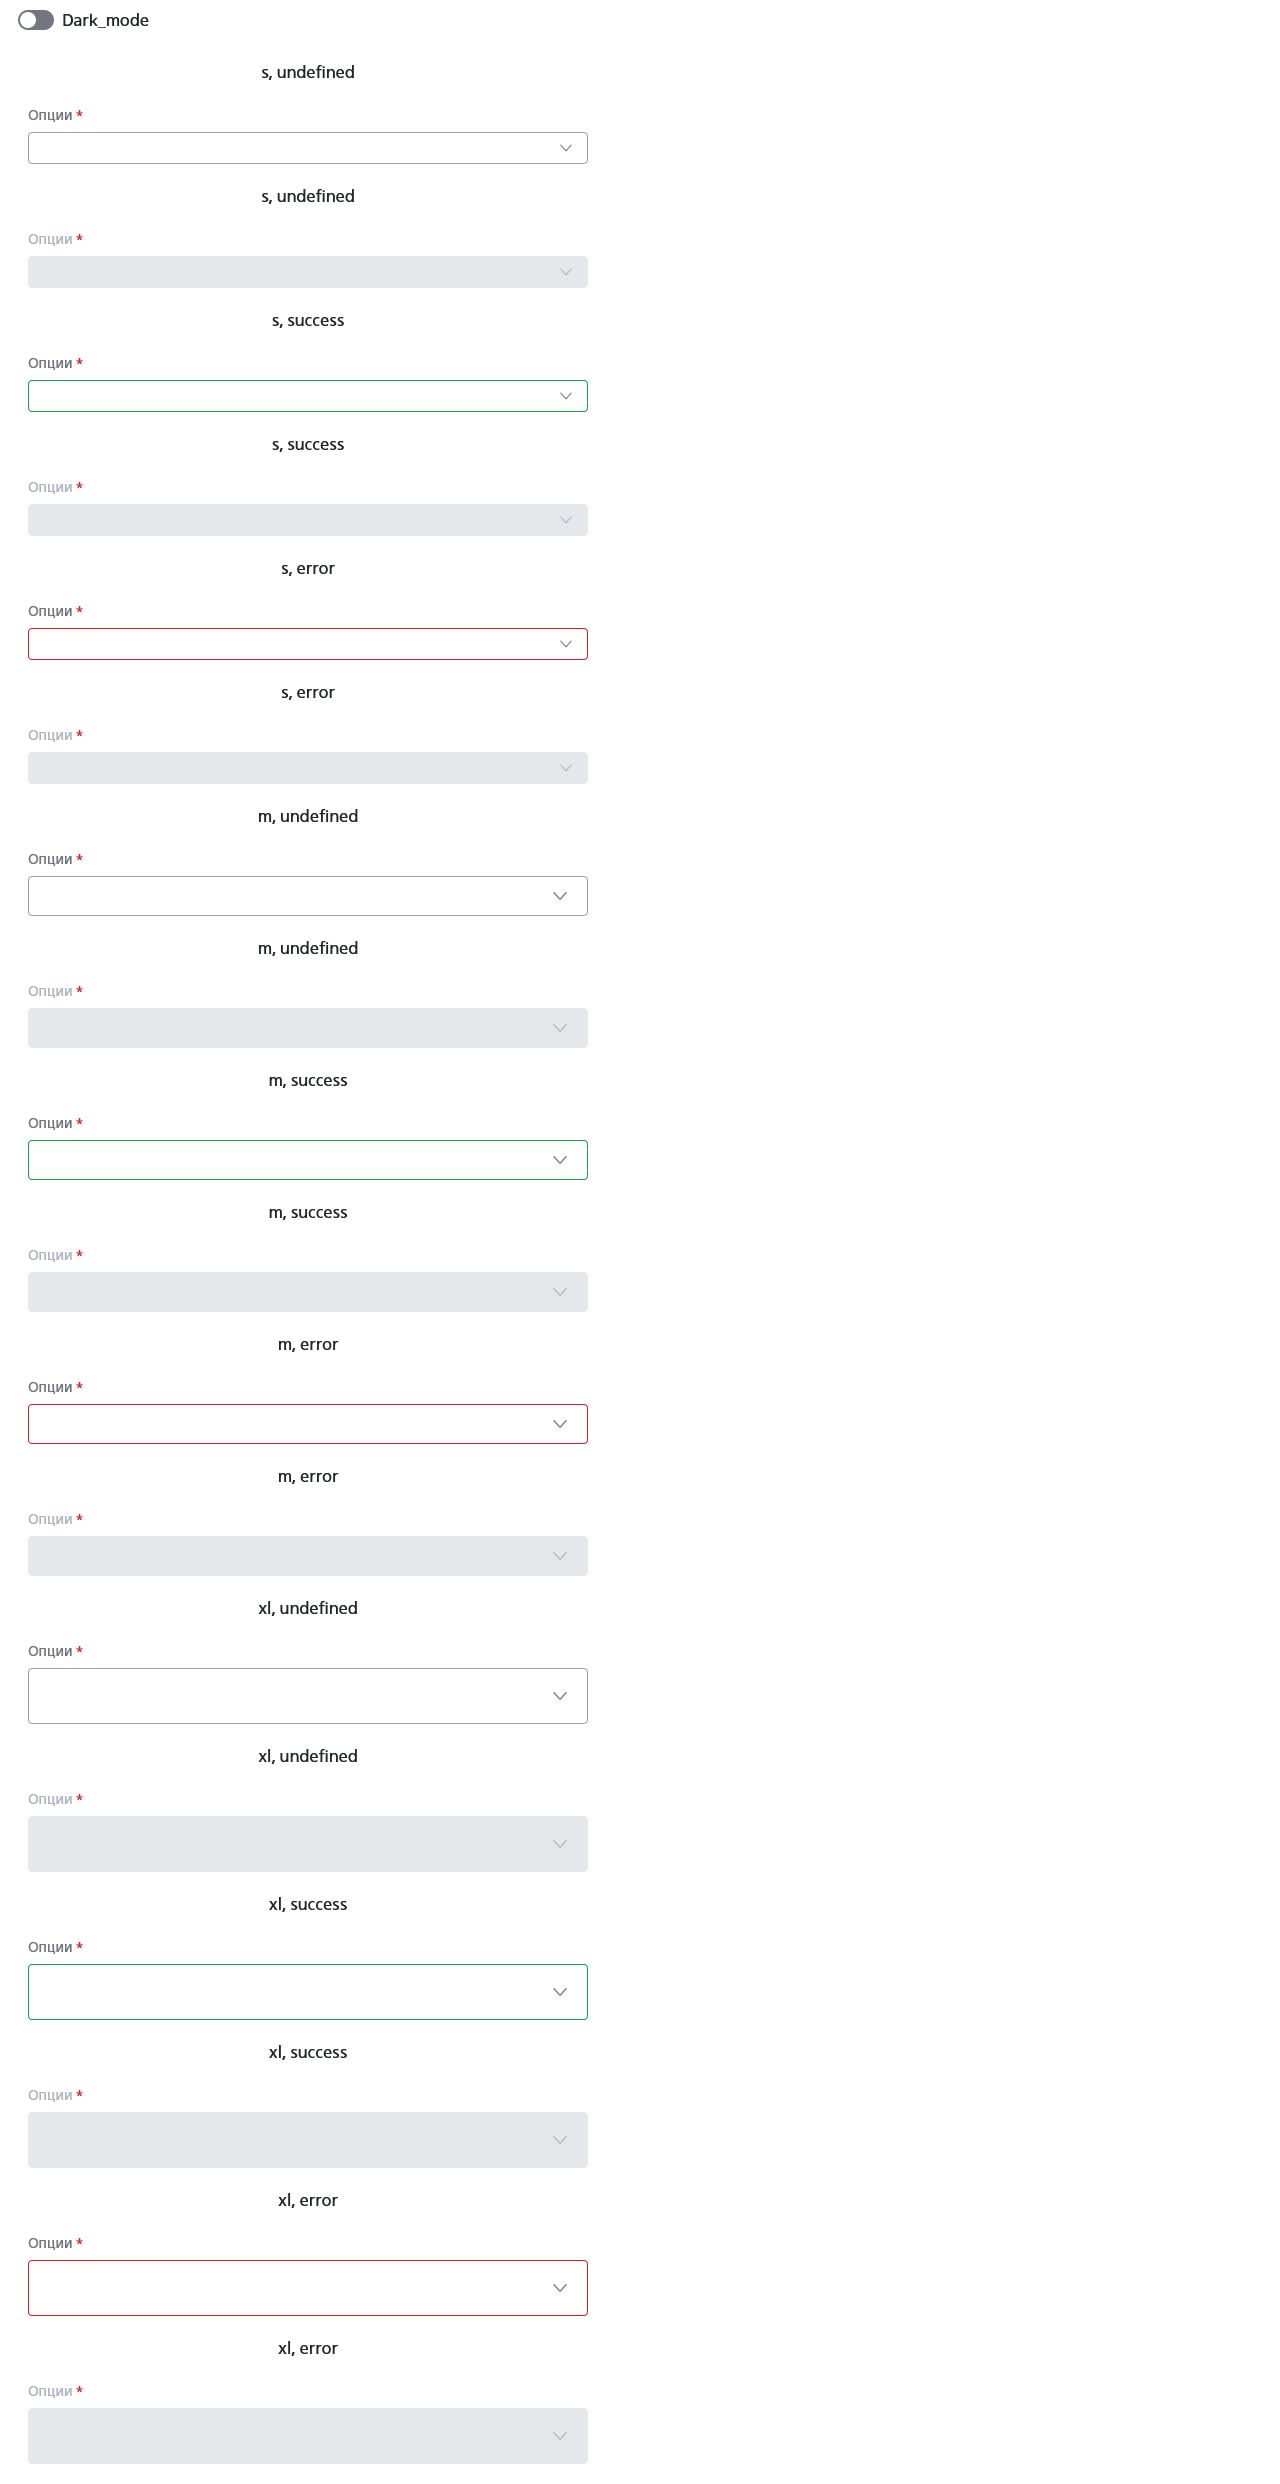 Dark_mode
s, undefined
Опции *
s, undefined
Опции *
s, success
Опции *
s, success
Опции *
s, error
Опции *
s, error
Опции *
m, undefined
Опции *
m, undefined
Опции *
m, success
Опции *
m, success
Опции *
m, error
Опции *
m, error
Опции *
xl, undefined
Опции *
xl, undefined
Опции *
xl, success
Опции *
xl, success
Опции *
xl, error
Опции *
xl, error
Опции *